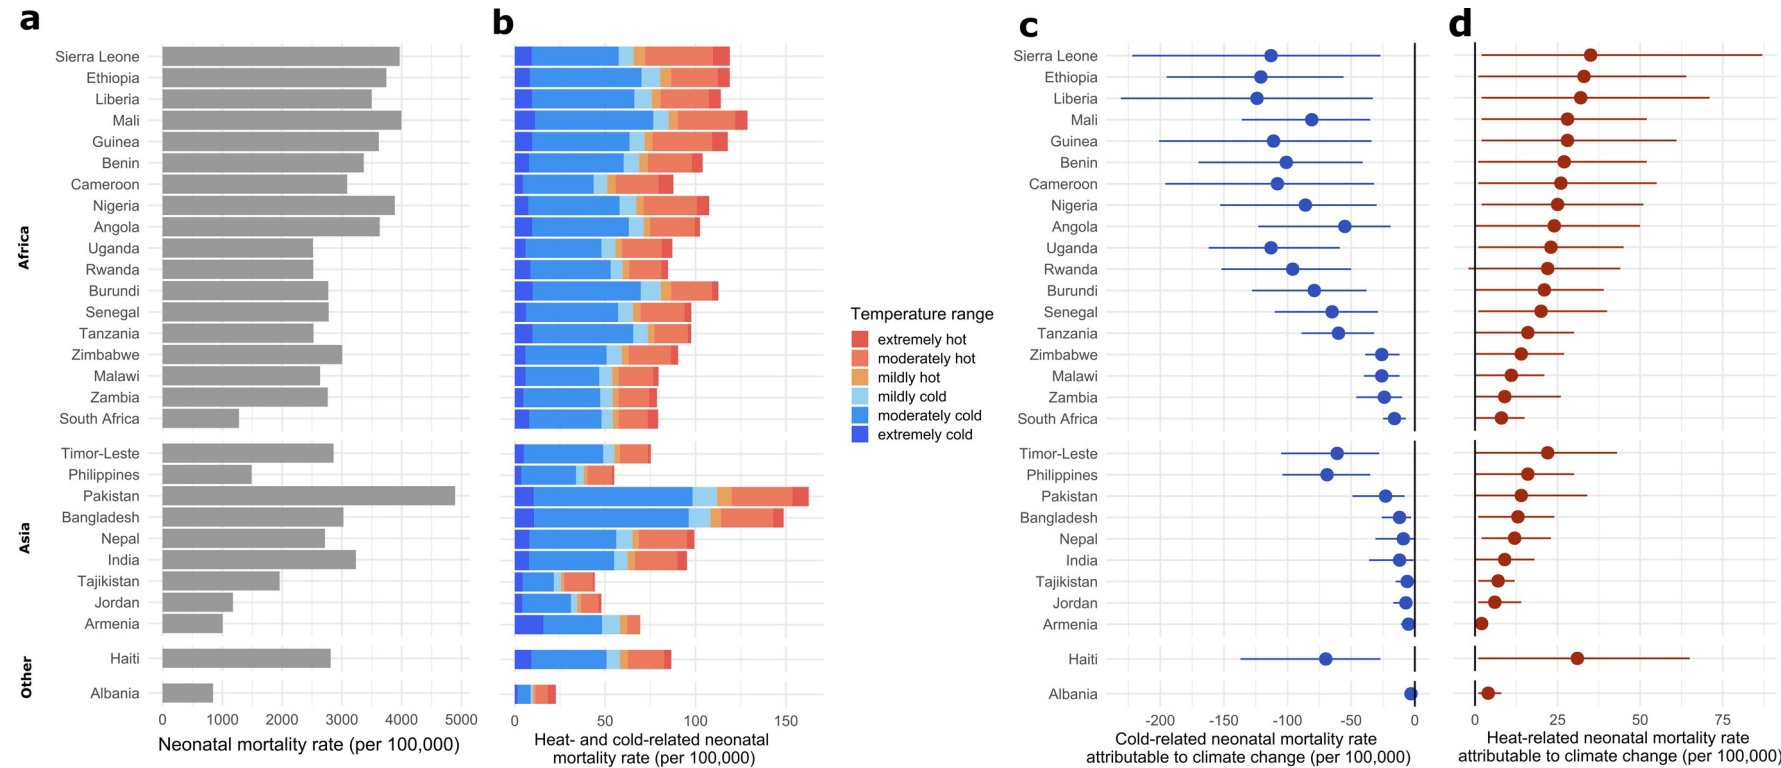 a
b
c
d
Africa
Sierra Leone
Ethiopia
Liberia
Mali
Guinea
Benin
Cameroon
Nigeria
Angola
Uganda
Rwanda
Burundi
Senegal
Tanzania
Zimbabwe
Malawi
Zambia
South Africa
Asia
Timor-Leste
Philippines
Pakistan
Bangladesh
Nepal
India
Tajikistan
Jordan
Armenia
Other
Haiti
Albania
0 1000 2000 3000 4000 5000
Neonatal mortality rate (per 100,000)
0 50 100 150
Heat- and cold-related neonatal
mortality rate (per 100,000)
Temperature range
extremely hot
moderately hot
mildly hot
mildly cold
moderately cold
extremely cold
Sierra Leone
Ethiopia
Liberia
Mali
Guinea
Benin
Cameroon
Nigeria
Angola
Uganda
Rwanda
Burundi
Senegal
Tanzania
Zimbabwe
Malawi
Zambia
South Africa
Timor-Leste
Philippines
Pakistan
Bangladesh
Nepal
India
Tajikistan
Jordan
Armenia
Haiti
Albania
-200 -150 -100 -50 0
Cold-related neonatal mortality rate
attributable to climate change (per 100,000)
0 25 50 75
Heat-related neonatal mortality rate
attributable to climate change (per 100,000)